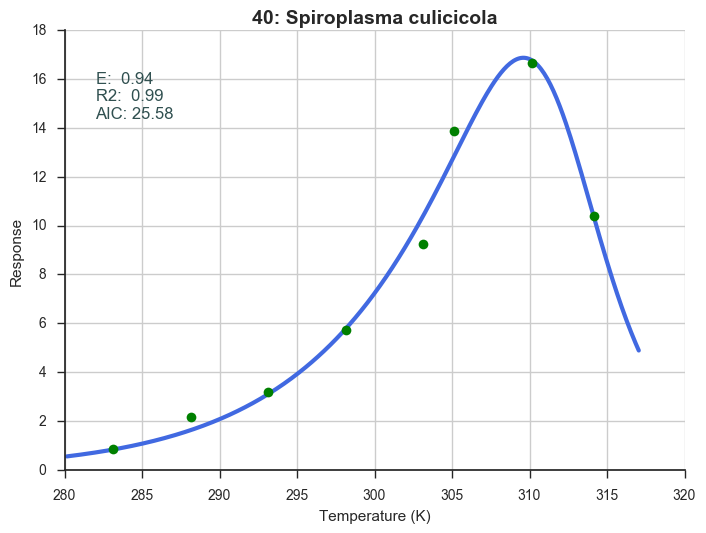 40: Spiroplasma culicicola
18
16
14
12
10
8
6
4
2
0
E: 0.94
R2: 0.99
AIC: 25.58
Response
280 285 290 295 300 305 310 315 320
Temperature (K)